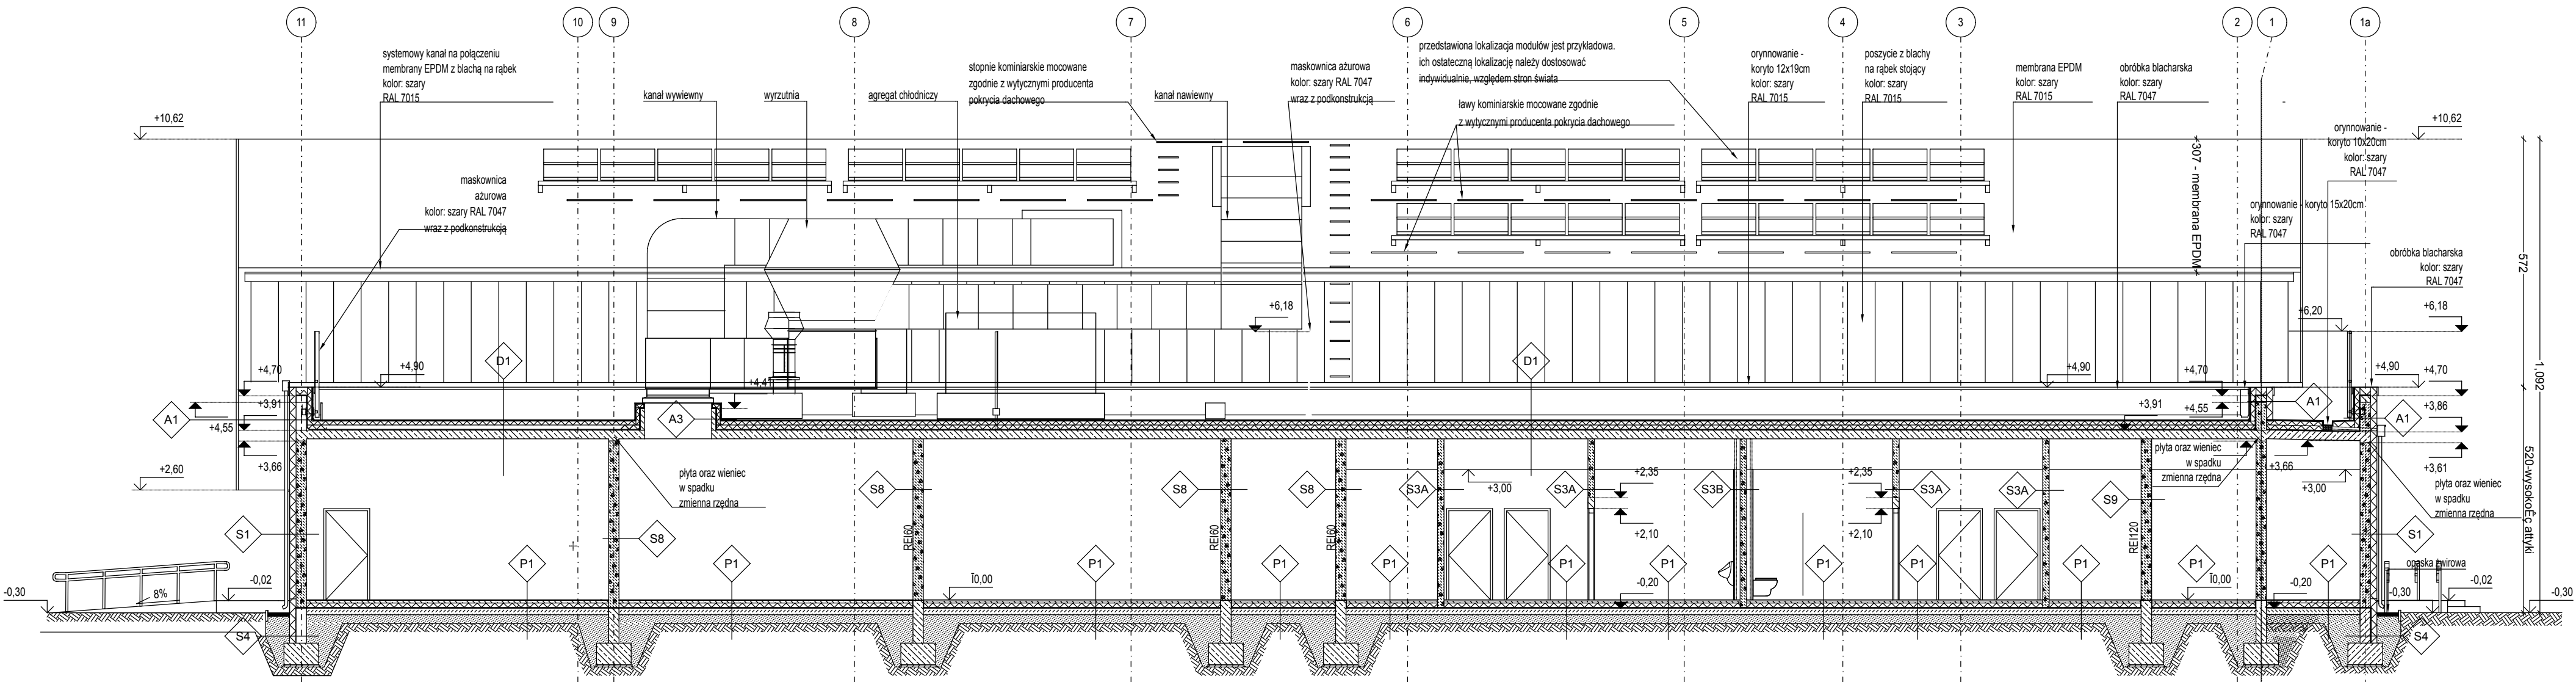 11
10
9
8
7
6
5
4
3
2
1
1a
systemowy kanał na połączeniu
membrany EPDM z blachą na rąbek
kolor: szary
RAL 7015
kanał wywiewny
wyrzutnia
agregat chłodniczy
stopnie kominiarskie mocowane
zgodnie z wytycznymi producenta
pokrycia dachowego
kanał nawiewny
maskownica ażurowa
kolor: szary RAL 7047
wraz z podkonstrukcją
przedstawiona lokalizacja modułów jest przykładowa.
ich ostateczną lokalizację należy dostosować
indywidualnie, względem stron świata
ławy kominiarskie mocowane zgodnie
z wytycznymi producenta pokrycia dachowego
orynnowanie -
koryto 12x19cm
kolor: szary
RAL 7015
poszycie z blachy
na rąbek stojący
kolor: szary
RAL 7015
membrana EPDM
kolor: szary
RAL 7015
obróbka blacharska
kolor: szary
RAL 7047
orynnowanie -
koryto 10x20cm
kolor: szary
RAL 7047
orynnowanie - koryto 15x20cm
kolor: szary
RAL 7047
obróbka blacharska
kolor: szary
RAL 7047
maskownica
ażurowa
kolor: szary RAL 7047
wraz z podkonstrukcją
+10,62
+10,62
+307 - membrana EPDM
572
1,092
520-wysokoÊç attyki
+6,18
+6,20
+6,18
+4,70
+4,90
D1
+4,4
D1
+4,90
+4,70
+4,90
+4,70
A1
+3,91
+4,55
+3,66
A3
+3,91
+4,55
A1
A1
+3,86
+3,66
+3,61
+2,60
płyta oraz wieniec
w spadku
zmienna rzędna
płyta oraz wieniec
w spadku
zmienna rzędna
płyta oraz wieniec
w spadku
zmienna rzędna
S8
S8
S8
S3A
+3,00
S3A
+2,35
+2,10
S3B
+2,35
+2,10
S3A
S3A
S9
+3,00
S1
S8
S1
REI60
REI60
REI60
REI120
P1
P1
P1
P1
P1
P1
P1
P1
P1
P1
P1
P1
-0,30
8%
-0,02
Ī0,00
-0,20
Ī0,00
-0,20
opaska żwirowa
-0,30
-0,02
-0,30
S4
S4